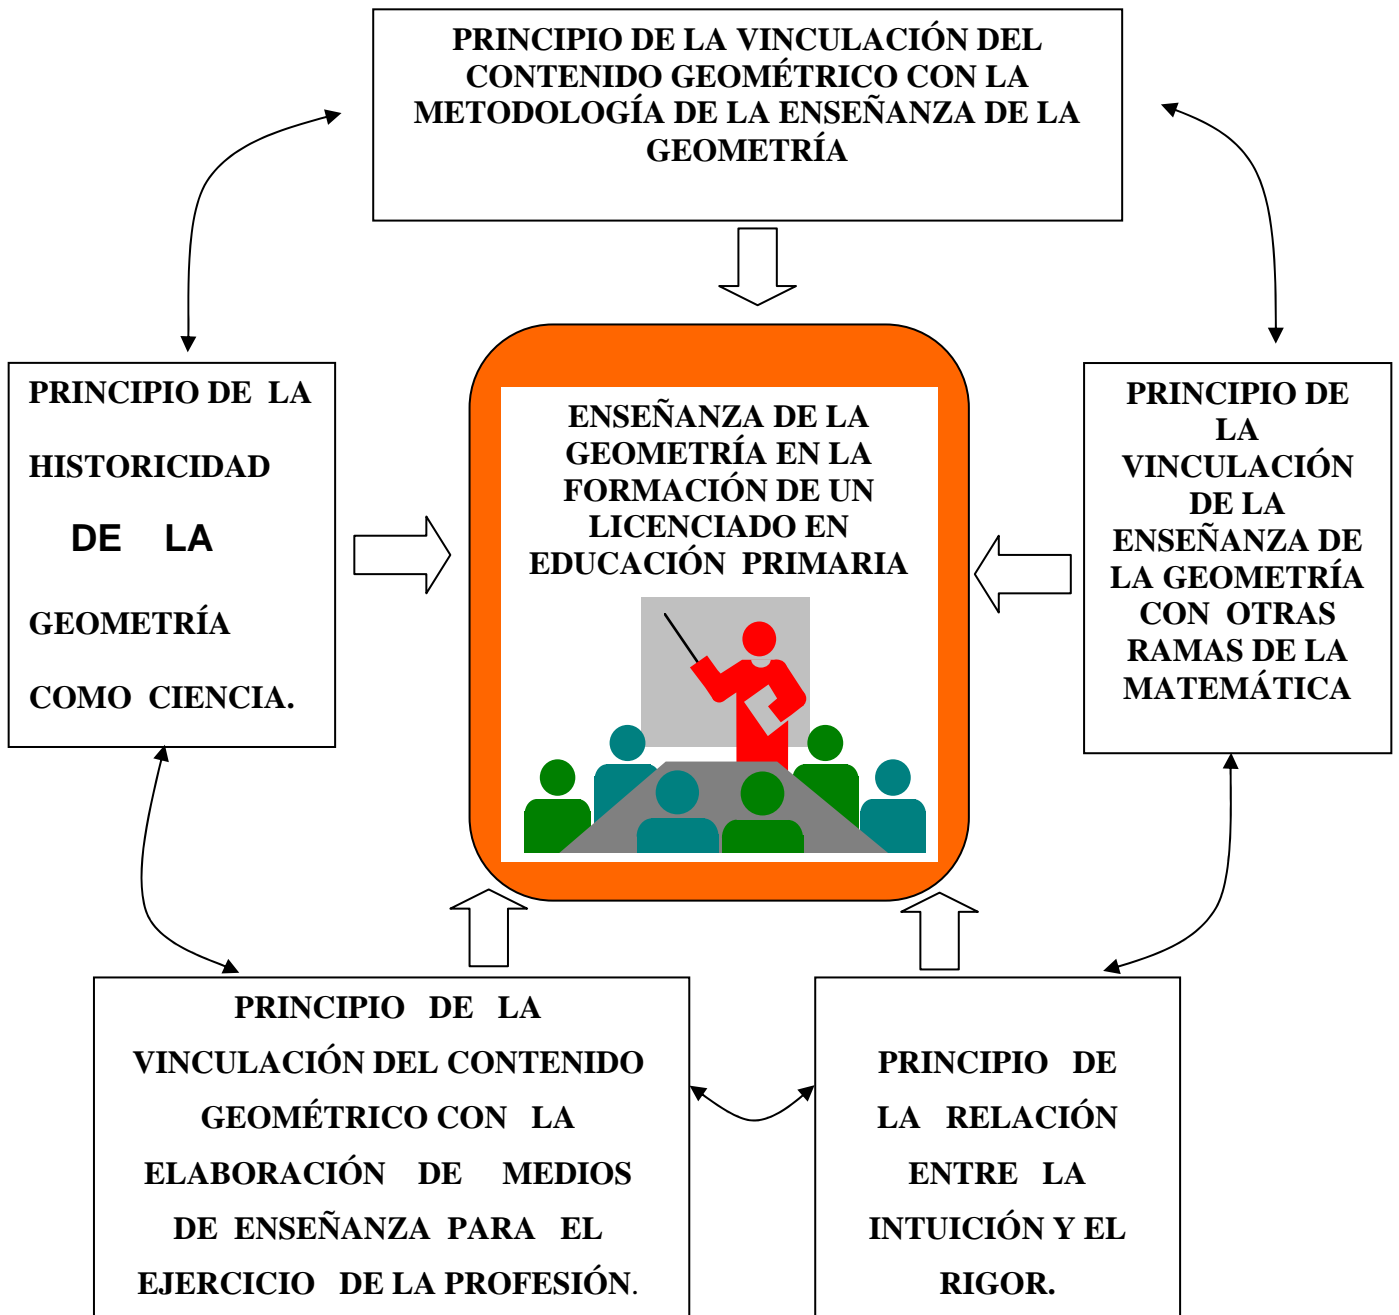 PRINCIPIO DE LA VINCULACIÓN DEL
CONTENIDO GEOMÉTRICO CON LA
METODOLOGÍA DE LA ENSEÑANZA DE LA
GEOMETRÍA
PRINCIPIO DE LA
HISTORICIDAD
DE LA
GEOMETRÍA
COMO CIENCIA.
ENSEÑANZA DE LA
GEOMETRÍA EN LA
FORMACIÓN DE UN
LICENCIADO EN
EDUCACIÓN PRIMARIA
PRINCIPIO DE
LA
VINCULACIÓN
DE LA
ENSEÑANZA DE
LA GEOMETRÍA
CON OTRAS
RAMAS DE LA
MATEMÁTICA
PRINCIPIO DE LA
VINCULACIÓN DEL CONTENIDO
GEOMÉTRICO CON LA
ELABORACIÓN DE MEDIOS
DE ENSEÑANZA PARA EL
EJERCICIO DE LA PROFESIÓN.
PRINCIPIO DE
LA RELACIÓN
ENTRE LA
INTUICIÓN Y EL
RIGOR.